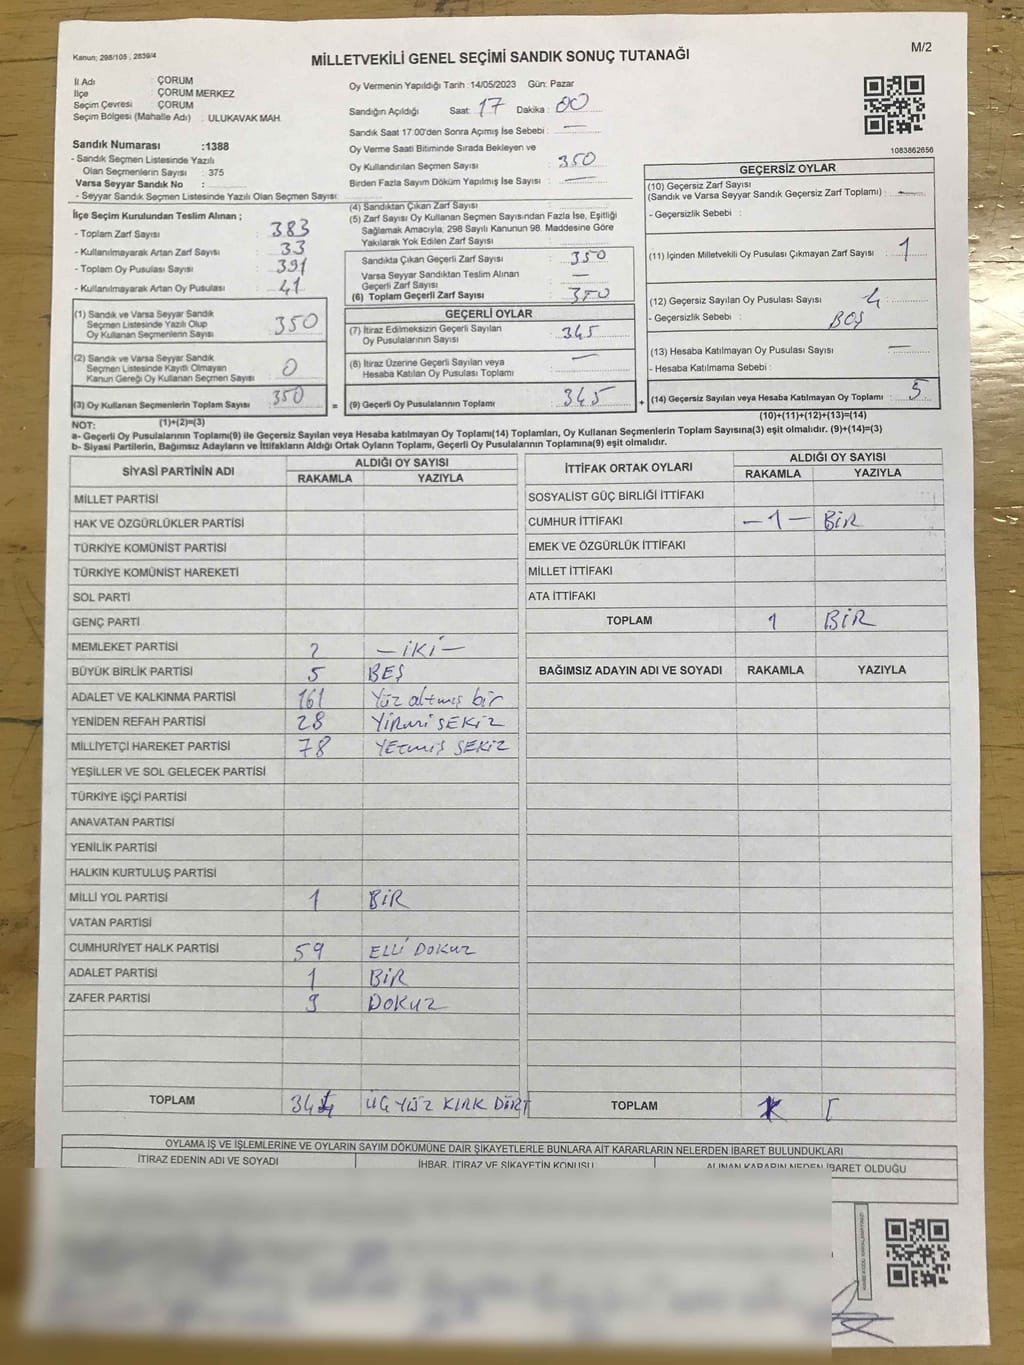 Kanun; 298/105 , 2839/4
MİLLETVEKİLİ GENEL SEÇİMİ SANDIK SONUÇ TUTANAĞI
M/2
İl Adı : ÇORUM
İlçe : ÇORUM MERKEZ
Seçim Çevresi : ÇORUM
Seçim Bölgesi (Mahalle Adı) : ULUKAVAK MAH.
Sandık Numarası :1388
- Sandık Seçmen Listesinde Yazılı
Olan Seçmenlerin Sayısı : 375
Varsa Seyyar Sandık No :
- Seyyar Sandık Seçmen Listesinde Yazılı Olan Seçmen Sayısı:
Oy Vermenin Yapıldığı Tarih :14/05/2023 Gün: Pazar
Sandığın Açıldığı Saat: 17 Dakika : 00
Sandık Saat 17.00'den Sonra Açımış İse Sebebi : —
Oy Verme Saati Bitiminde Sırada Bekleyen ve
Oy Kullandırılan Seçmen Sayısı : 350
Birden Fazla Sayım Döküm Yapılmış İse Sayısı : —
1083862656
İlçe Seçim Kurulundan Teslim Alınan ;
- Toplam Zarf Sayısı : 383
- Kullanılmayarak Artan Zarf Sayısı : 33
- Toplam Oy Pusulası Sayısı : 391
- Kullanılmayarak Artan Oy Pusulası : 41
(1) Sandık ve Varsa Seyyar Sandık
Seçmen Listesinde Yazılı Olup
Oy Kullanan Seçmenlerin Sayısı : 350
(2) Sandık ve Varsa Seyyar Sandık
Seçmen Listesinde Kayıtlı Olmayan
Kanun Gereği Oy Kullanan Seçmen Sayısı : 0
(3) Oy Kullanan Seçmenlerin Toplam Sayısı : 350
(1)+(2)=(3)
(4) Sandıktan Çıkan Zarf Sayısı :
(5) Zarf Sayısı Oy Kullanan Seçmen Sayısından Fazla İse, Eşitliği
Sağlamak Amacıyla, 298 Sayılı Kanunun 98. Maddesine Göre
Yakılarak Yok Edilen Zarf Sayısı :
Sandıkta Çıkan Geçerli Zarf Sayısı : 350
Varsa Seyyar Sandıktan Teslim Alınan
Geçerli Zarf Sayısı : —
(6) Toplam Geçerli Zarf Sayısı : 350
GEÇERLİ OYLAR
(7) İtiraz Edilmeksizin Geçerli Sayılan
Oy Pusulalarının Sayısı : 345
(8) İtiraz Üzerine Geçerli Sayılan veya
Hesaba Katılan Oy Pusulası Toplamı : —
= (9) Geçerli Oy Pusulalarının Toplamı : 345
GEÇERSİZ OYLAR
(10) Geçersiz Zarf Sayısı
(Sandık ve Varsa Seyyar Sandık Geçersiz Zarf Toplamı) : —
- Geçersizlik Sebebi :
(11) İçinden Milletvekili Oy Pusulası Çıkmayan Zarf Sayısı : 1
(12) Geçersiz Sayılan Oy Pusulası Sayısı : 4
- Geçersizlik Sebebi : BOŞ
(13) Hesaba Katılmayan Oy Pusulası Sayısı : —
- Hesaba Katılmama Sebebi :
+ (14) Geçersiz Sayılan veya Hesaba Katılmayan Oy Toplamı : 5
(10)+(11)+(12)+(13)=(14)
NOT:
a- Geçerli Oy Pusulalarının Toplamı(9) ile Geçersiz Sayılan veya Hesaba katılmayan Oy Toplamı(14) Toplamları, Oy Kullanan Seçmenlerin Toplam Sayısına(3) eşit olmalıdır. (9)+(14)=(3)
b- Siyasi Partilerin, Bağımsız Adayların ve İttifakların Aldığı Ortak Oyların Toplamı, Geçerli Oy Pusulalarının Toplamına(9) eşit olmalıdır.
SİYASİ PARTİNİN ADI ALDIĞI OY SAYISI
RAKAMLA YAZIYLA
MİLLET PARTİSİ
HAK VE ÖZGÜRLÜKLER PARTİSİ
TÜRKİYE KOMÜNİST PARTİSİ
TÜRKİYE KOMÜNİST HAREKETİ
SOL PARTİ
GENÇ PARTİ
MEMLEKET PARTİSİ 2 —İKİ—
BÜYÜK BİRLİK PARTİSİ 5 BEŞ
ADALET VE KALKINMA PARTİSİ 161 Yüz altmış bir
YENİDEN REFAH PARTİSİ 28 YİRMİ SEKİZ
MİLLİYETÇİ HAREKET PARTİSİ 78 YETMİŞ SEKİZ
YEŞİLLER VE SOL GELECEK PARTİSİ
TÜRKİYE İŞÇİ PARTİSİ
ANAVATAN PARTİSİ
YENİLİK PARTİSİ
HALKIN KURTULUŞ PARTİSİ
MİLLİ YOL PARTİSİ 1 BİR
VATAN PARTİSİ
CUMHURİYET HALK PARTİSİ 59 ELLİ DOKUZ
ADALET PARTİSİ 1 BİR
ZAFER PARTİSİ 9 DOKUZ
TOPLAM 344 ÜÇ YÜZ KIRK DÖRT
İTTİFAK ORTAK OYLARI ALDIĞI OY SAYISI
RAKAMLA YAZIYLA
SOSYALİST GÜÇ BİRLİĞİ İTTİFAKI
CUMHUR İTTİFAKI —1— BİR
EMEK VE ÖZGÜRLÜK İTTİFAKI
MİLLET İTTİFAKI
ATA İTTİFAKI
TOPLAM 1 BİR
BAĞIMSIZ ADAYIN ADI VE SOYADI RAKAMLA YAZIYLA
TOPLAM
OYLAMA İŞ VE İŞLEMLERİNE VE OYLARIN SAYIM DÖKÜMÜNE DAİR ŞİKAYETLERLE BUNLARA AİT KARARLARIN NELERDEN İBARET BULUNDUKLARI
İTİRAZ EDENİN ADI VE SOYADI İHBAR, İTİRAZ VE ŞİKAYETİN KONUSU ALINAN KARARIN NEDEN İBARET OLDUĞU